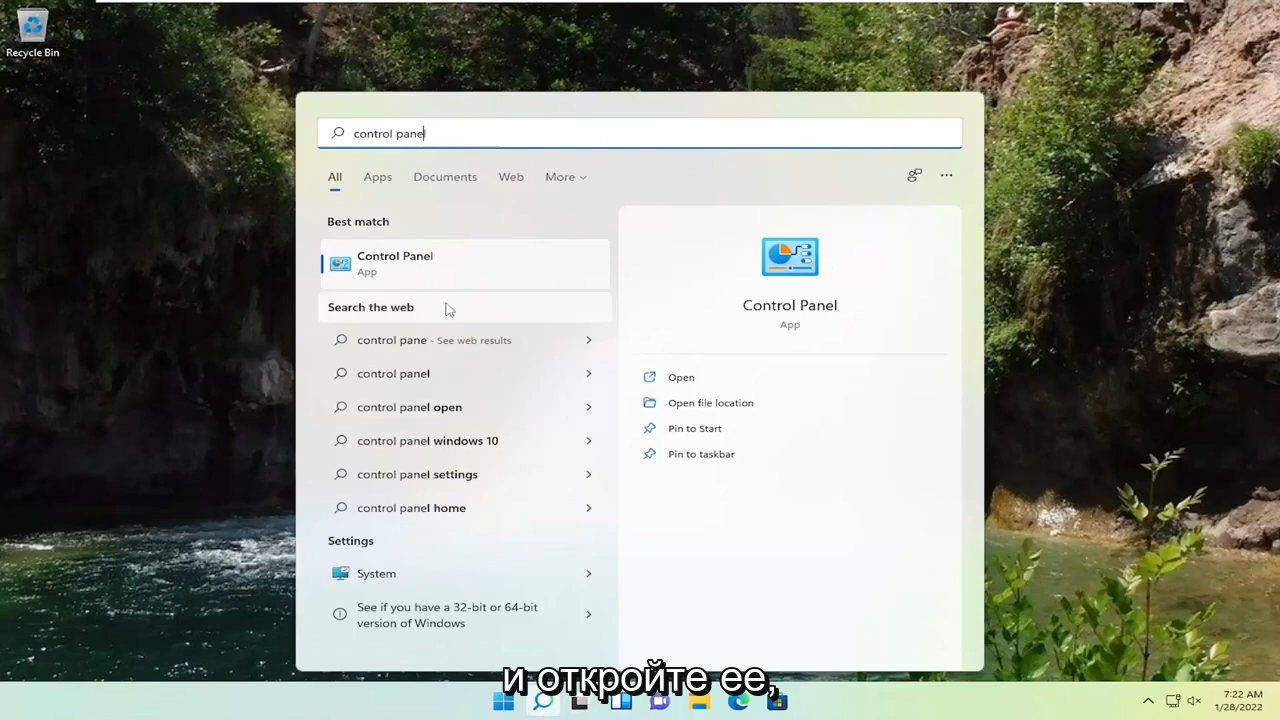 Recycle Bin
control panel
All Apps Documents Web More
Best match
Control Panel
App
Search the web
control pane - See web results
control panel
control panel open
control panel windows 10
control panel settings
control panel home
Settings
System
See if you have a 32-bit or 64-bit
version of Windows
Control Panel
App
Open
Open file location
Pin to Start
Pin to taskbar
и откройте ее,
7:22 AM
1/28/2022